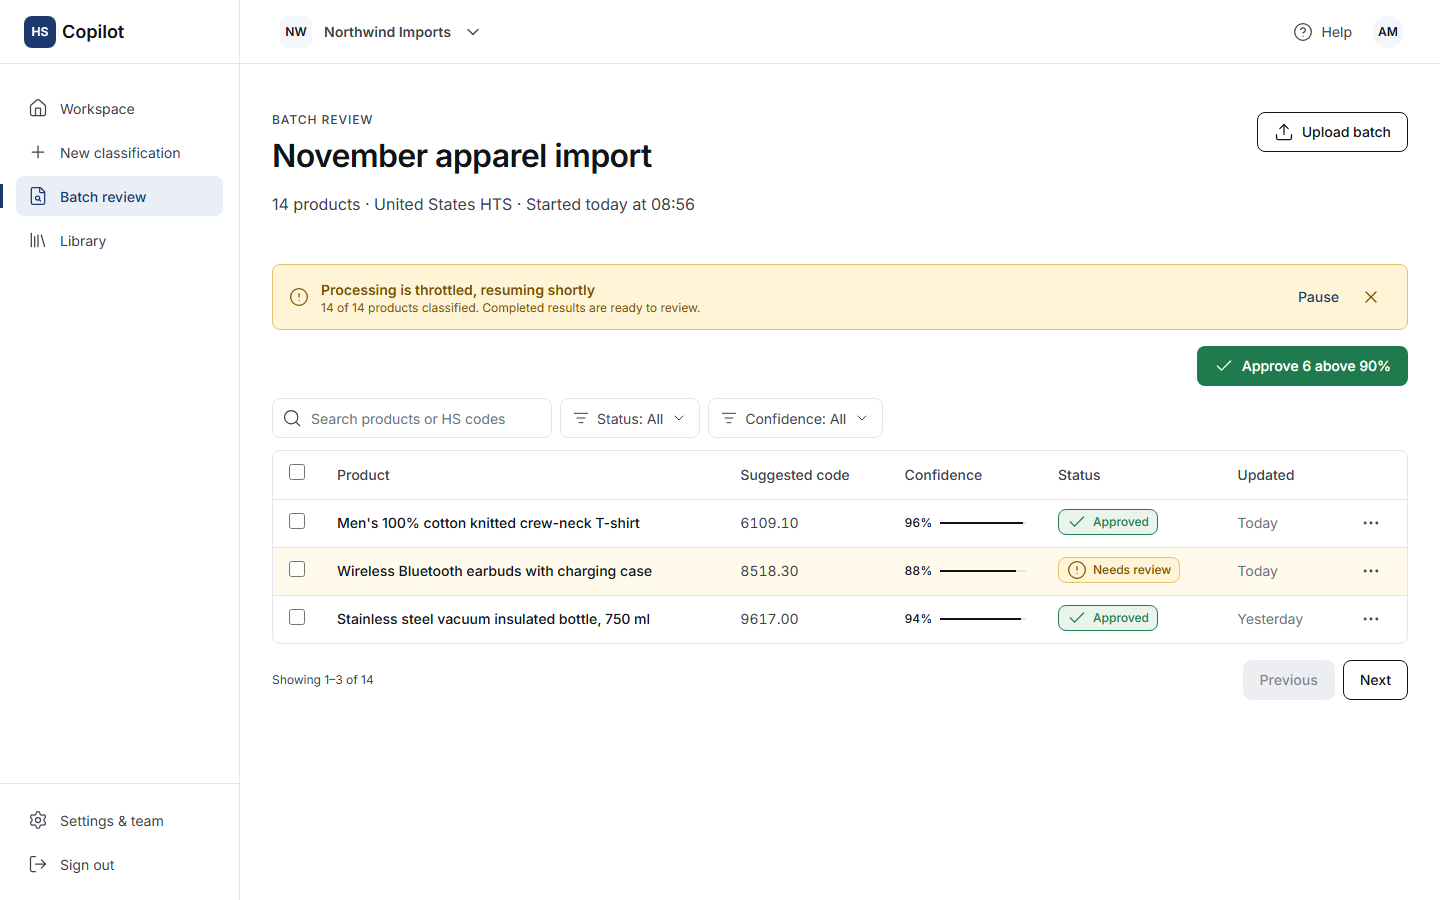 HS Copilot
NW Northwind Imports
Help AM
Workspace
New classification
Batch review
Library
Settings & team
Sign out
BATCH REVIEW
November apparel import
14 products · United States HTS · Started today at 08:56
Upload batch
Processing is throttled, resuming shortly
14 of 14 products classified. Completed results are ready to review.
Pause
Approve 6 above 90%
Search products or HS codes
Status: All
Confidence: All
Product Suggested code Confidence Status Updated
Men's 100% cotton knitted crew-neck T-shirt 6109.10 96% Approved Today
Wireless Bluetooth earbuds with charging case 8518.30 88% Needs review Today
Stainless steel vacuum insulated bottle, 750 ml 9617.00 94% Approved Yesterday
Showing 1–3 of 14
Previous Next